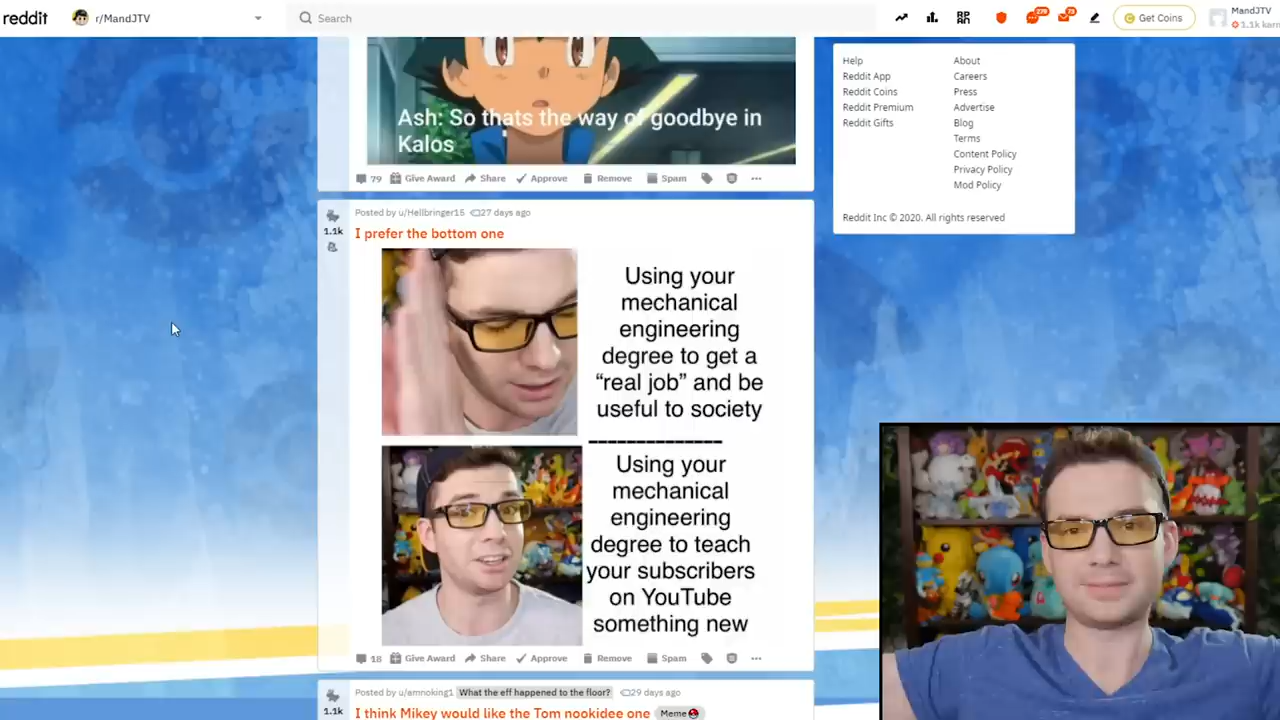 reddit
r/MandJTV
Search
279
73
Get Coins
MandJTV
1.1k karm
Ash: So thats the way of goodbye in
Kalos
79 Give Award Share Approve Remove Spam
Help About
Reddit App Careers
Reddit Coins Press
Reddit Premium Advertise
Reddit Gifts Blog
Terms
Content Policy
Privacy Policy
Mod Policy
Reddit Inc © 2020. All rights reserved
Posted by u/Hellbringer15 27 days ago
1.1k
I prefer the bottom one
Using your
mechanical
engineering
degree to get a
“real job” and be
useful to society
Using your
mechanical
engineering
degree to teach
your subscribers
on YouTube
something new
18 Give Award Share Approve Remove Spam
Posted by u/amnoking1 What the eff happened to the floor? 29 days ago
1.1k
I think Mikey would like the Tom nookidee one Meme